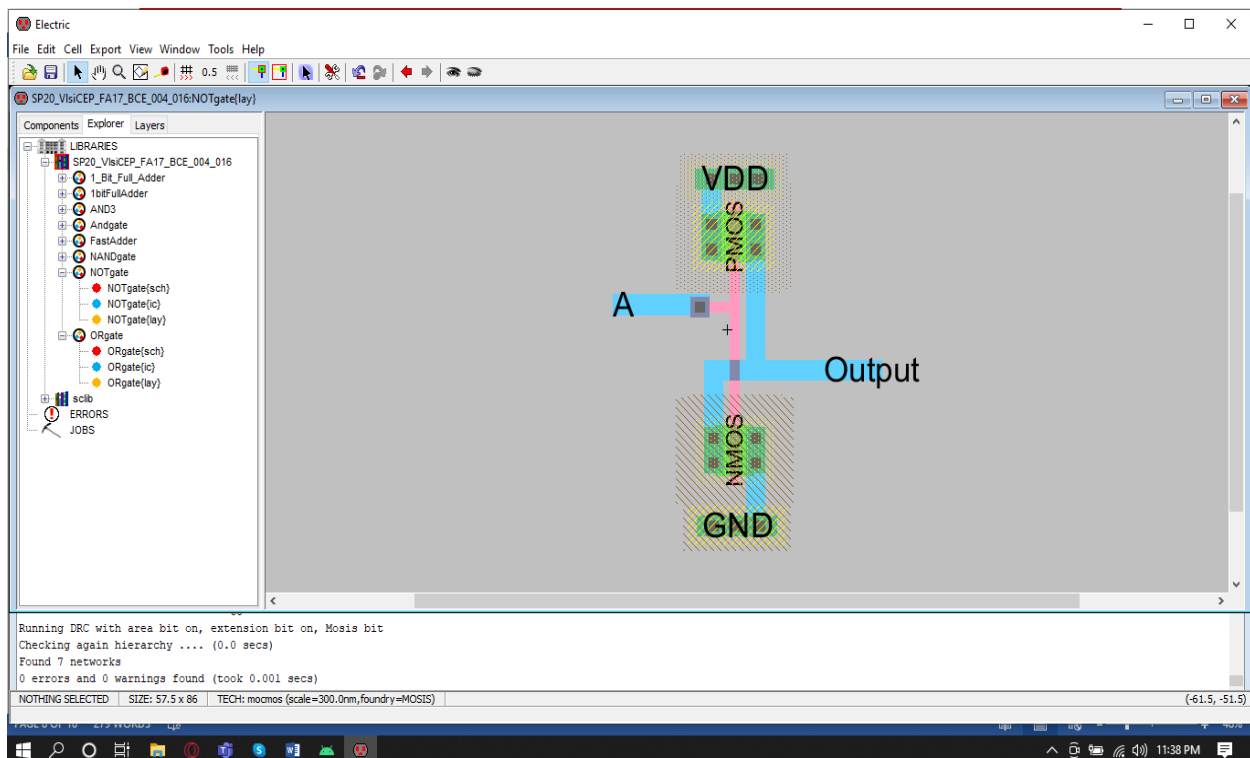 Electric
File Edit Cell Export View Window Tools Help
0.5
SP20_VlsiCEP_FA17_BCE_004_016:NOTgate{lay}
Components Explorer Layers
LIBRARIES
SP20_VlsiCEP_FA17_BCE_004_016
1_Bit_Full_Adder
1bitFullAdder
AND3
Andgate
FastAdder
NANDgate
NOTgate
NOTgate{sch}
NOTgate{ic}
NOTgate{lay}
ORgate
ORgate{sch}
ORgate{ic}
ORgate{lay}
sclib
ERRORS
JOBS
VDD
PMOS
A
Output
NMOS
GND
Running DRC with area bit on, extension bit on, Mosis bit
Checking again hierarchy .... (0.0 secs)
Found 7 networks
0 errors and 0 warnings found (took 0.001 secs)
NOTHING SELECTED SIZE: 57.5 x 86 TECH: mocmos (scale=300.0nm,foundry=MOSIS) (-61.5, -51.5)
11:38 PM